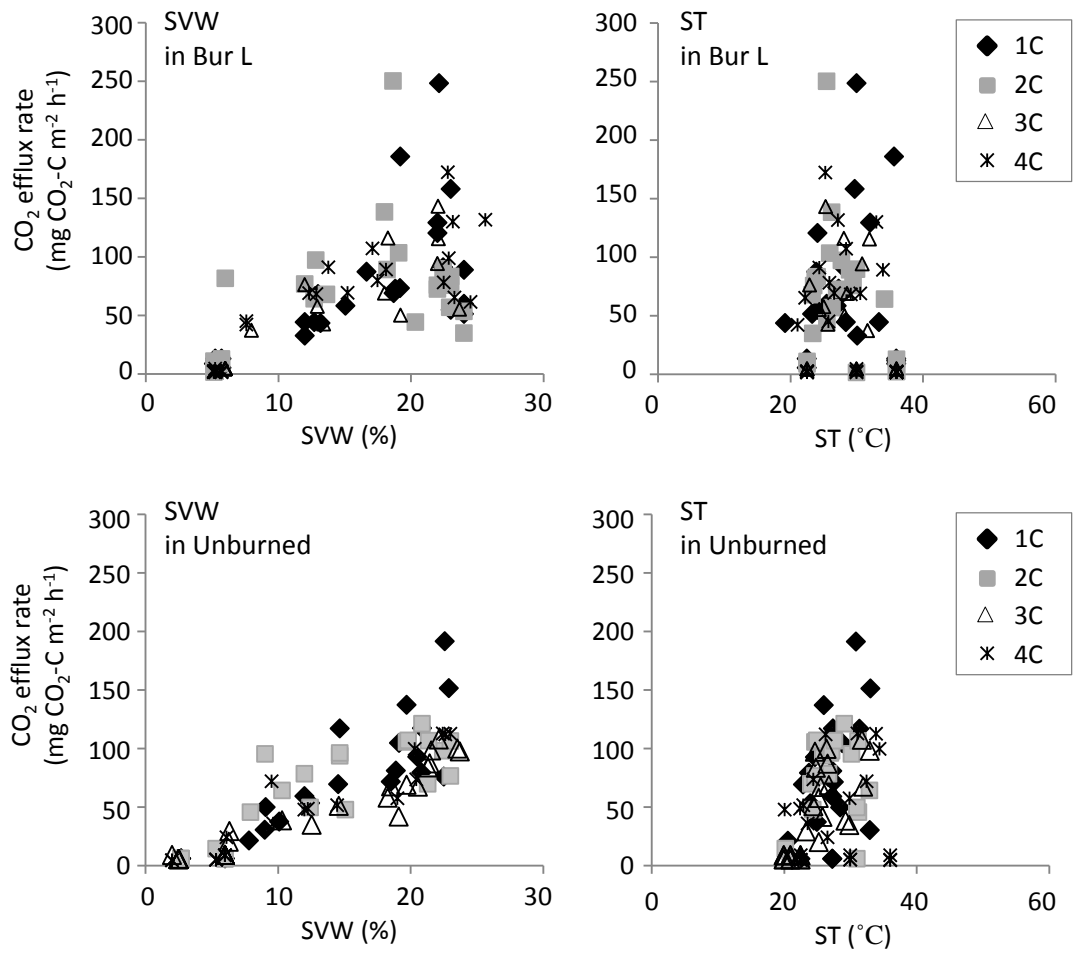 SVW
in Bur L
CO₂ efflux rate
(mg CO₂-C m⁻² h⁻¹)
300
250
200
150
100
50
0
0 10 20 30
SVW (%)
ST
in Bur L
300
250
200
150
100
50
0
0 20 40 60
ST (˚C)
1C
2C
3C
4C
SVW
in Unburned
CO₂ efflux rate
(mg CO₂-C m⁻² h⁻¹)
300
250
200
150
100
50
0
0 10 20 30
SVW (%)
ST
in Unburned
300
250
200
150
100
50
0
0 20 40 60
ST (˚C)
1C
2C
3C
4C